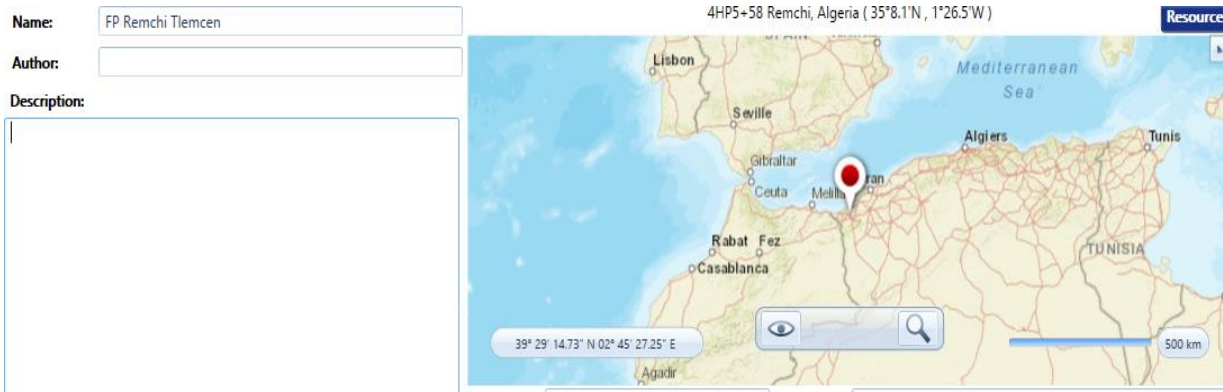 Name:
FP Remchi Tlemcen
4HP5+58 Remchi, Algeria ( 35°8.1'N , 1°26.5'W )
Resource
Author:
Description:
Lisbon
Mediterranean
Sea
Seville
Algiers
Tunis
Gibraltar
Ceuta
Melilla
ran
Rabat
Fez
TUNISIA
Casablanca
39° 29' 14.73" N 02° 45' 27.25" E
500 km
Agadir